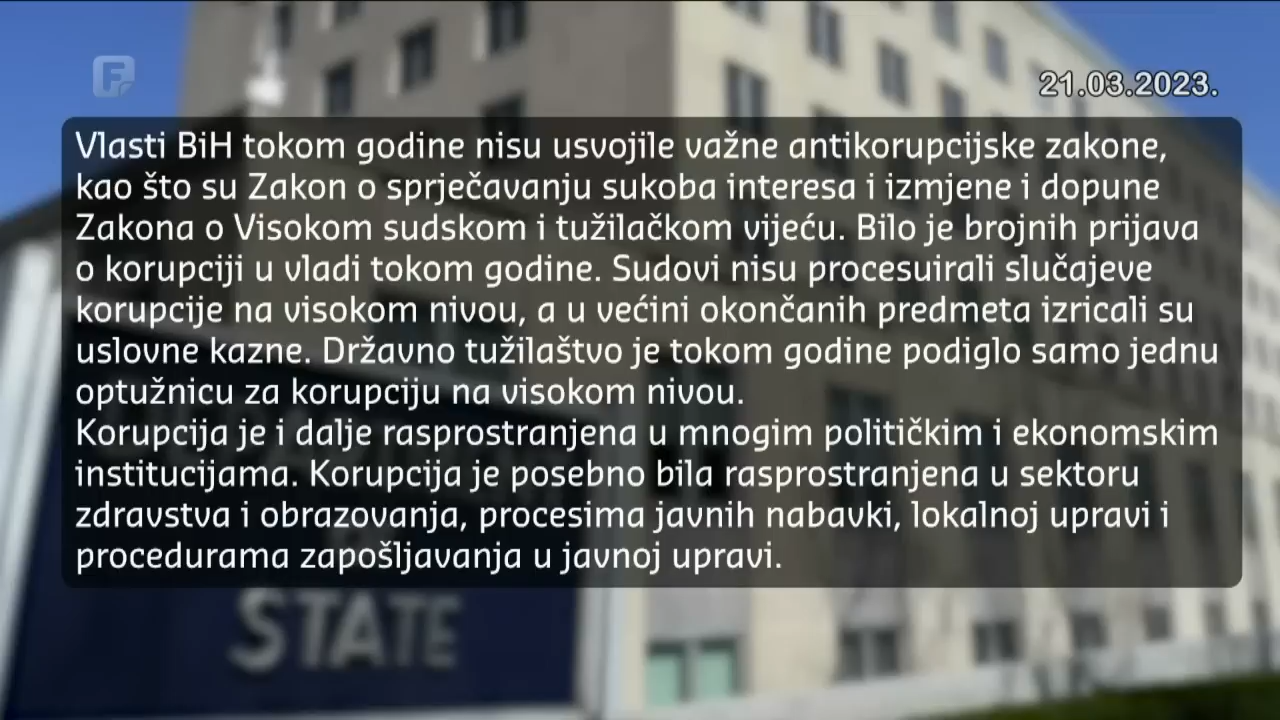 F
21.03.2023.
Vlasti BiH tokom godine nisu usvojile važne antikorupcijske zakone,
kao što su Zakon o sprječavanju sukoba interesa i izmjene i dopune
Zakona o Visokom sudskom i tužilačkom vijeću. Bilo je brojnih prijava
o korupciji u vladi tokom godine. Sudovi nisu procesuirali slučajeve
korupcije na visokom nivou, a u većini okončanih predmeta izricali su
uslovne kazne. Državno tužilaštvo je tokom godine podiglo samo jednu
optužnicu za korupciju na visokom nivou.
Korupcija je i dalje rasprostranjena u mnogim političkim i ekonomskim
institucijama. Korupcija je posebno bila rasprostranjena u sektoru
zdravstva i obrazovanja, procesima javnih nabavki, lokalnoj upravi i
procedurama zapošljavanja u javnoj upravi.
STATE